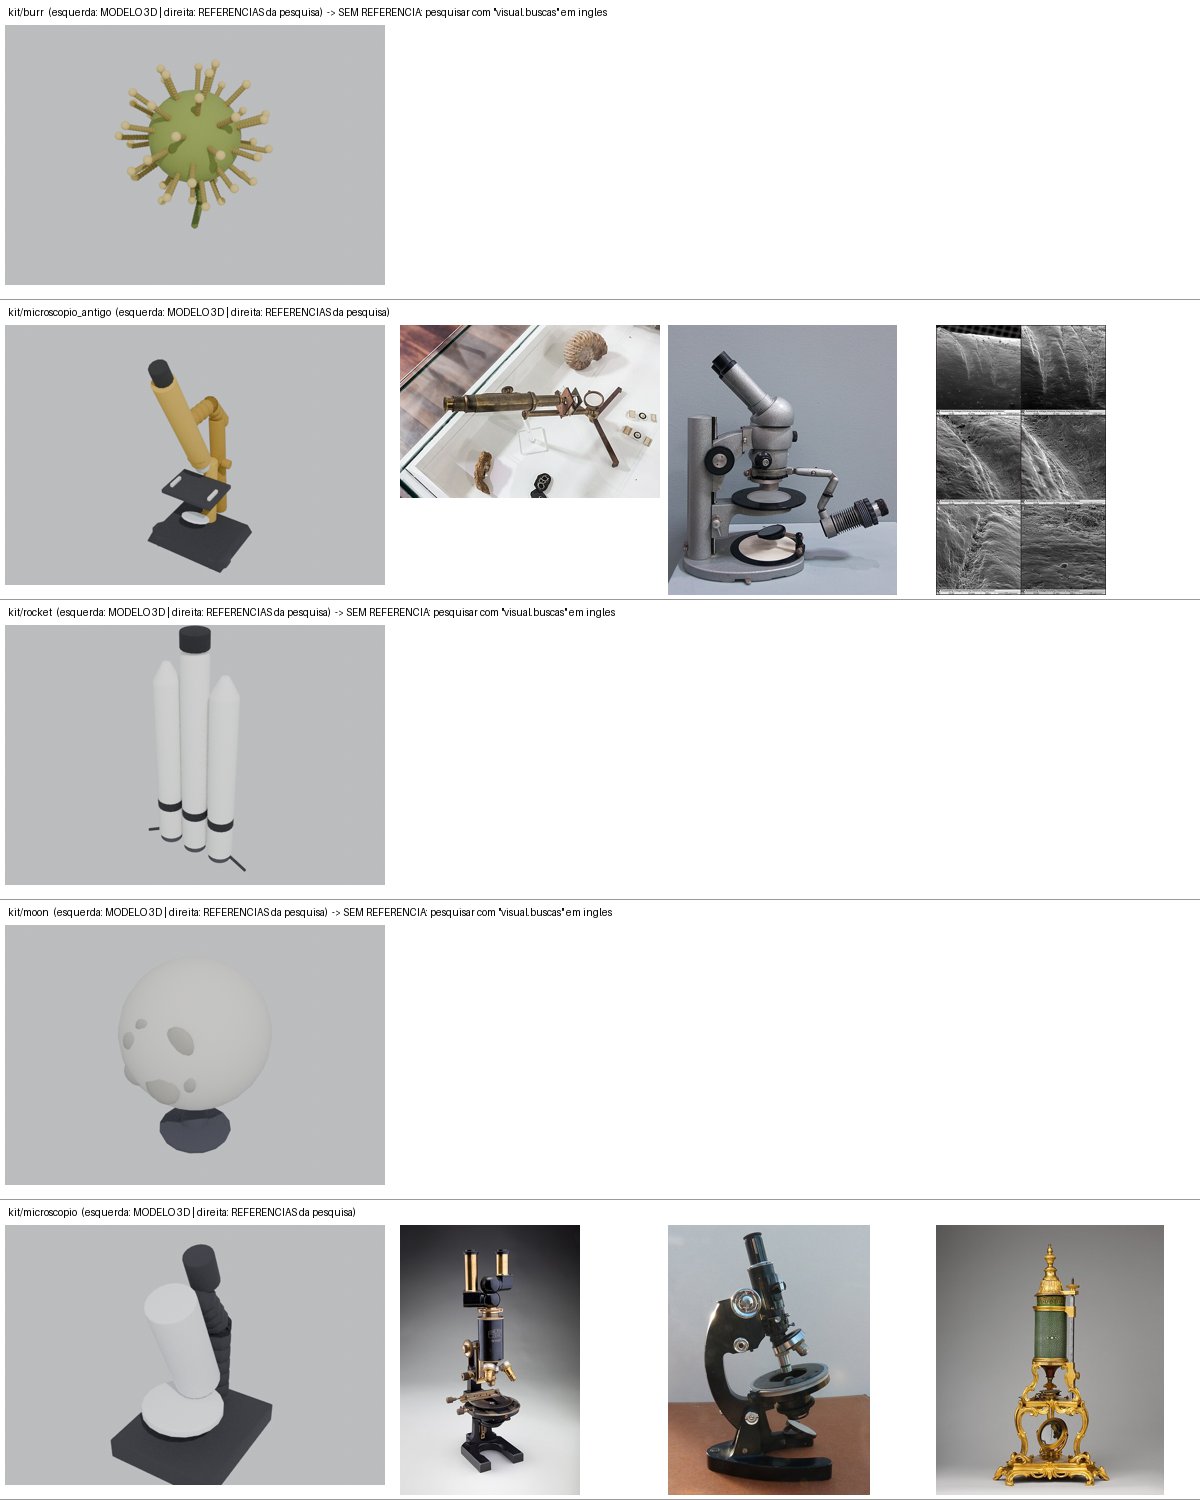 kit/burr (esquerda: MODELO 3D | direita: REFERENCIAS da pesquisa) -> SEM REFERENCIA: pesquisar com "visual.buscas" em ingles
kit/microscopio_antigo (esquerda: MODELO 3D | direita: REFERENCIAS da pesquisa)
kit/rocket (esquerda: MODELO 3D | direita: REFERENCIAS da pesquisa) -> SEM REFERENCIA: pesquisar com "visual.buscas" em ingles
kit/moon (esquerda: MODELO 3D | direita: REFERENCIAS da pesquisa) -> SEM REFERENCIA: pesquisar com "visual.buscas" em ingles
kit/microscopio (esquerda: MODELO 3D | direita: REFERENCIAS da pesquisa)